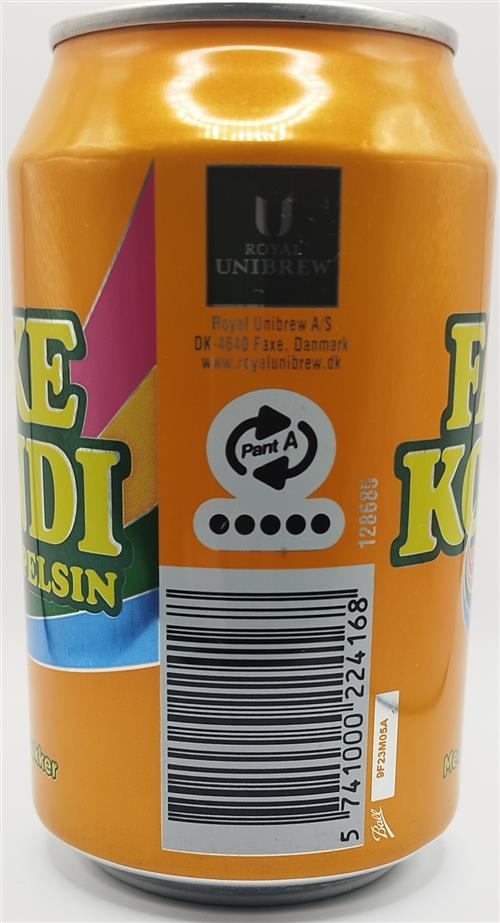 ROYAL
UNIBREW
Royal Unibrew A/S
DK-4640 Faxe, Danmark
www.royalunibrew.dk
Pant A
128685
5 741000 224168
9F23M05A
Ball
KE
DI
PELSIN
KO